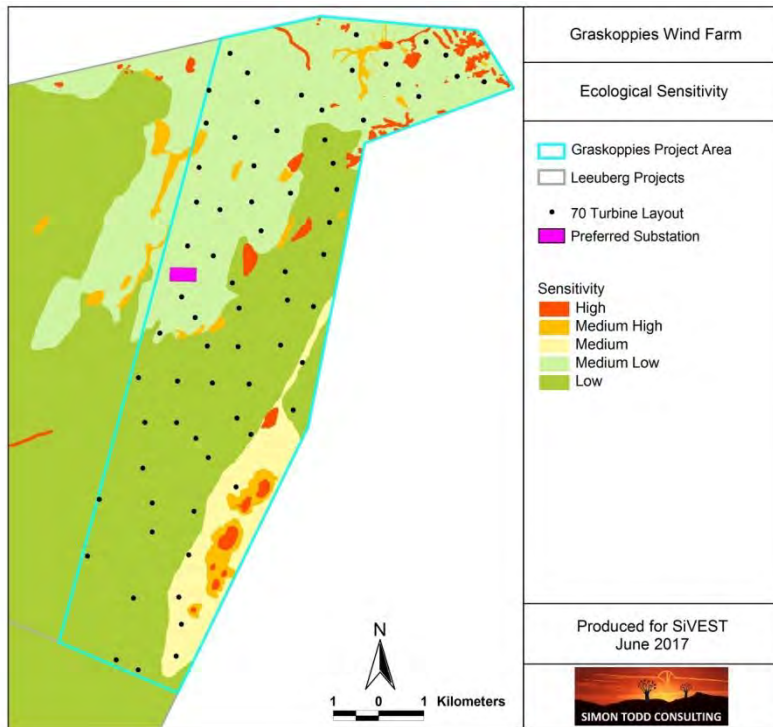 Graskoppies Wind Farm
Ecological Sensitivity
Graskoppies Project Area
Leeuberg Projects
70 Turbine Layout
Preferred Substation
Sensitivity
High
Medium High
Medium
Medium Low
Low
N
1 0 1 Kilometers
Produced for SiVEST
June 2017
SIMON TODD CONSULTING